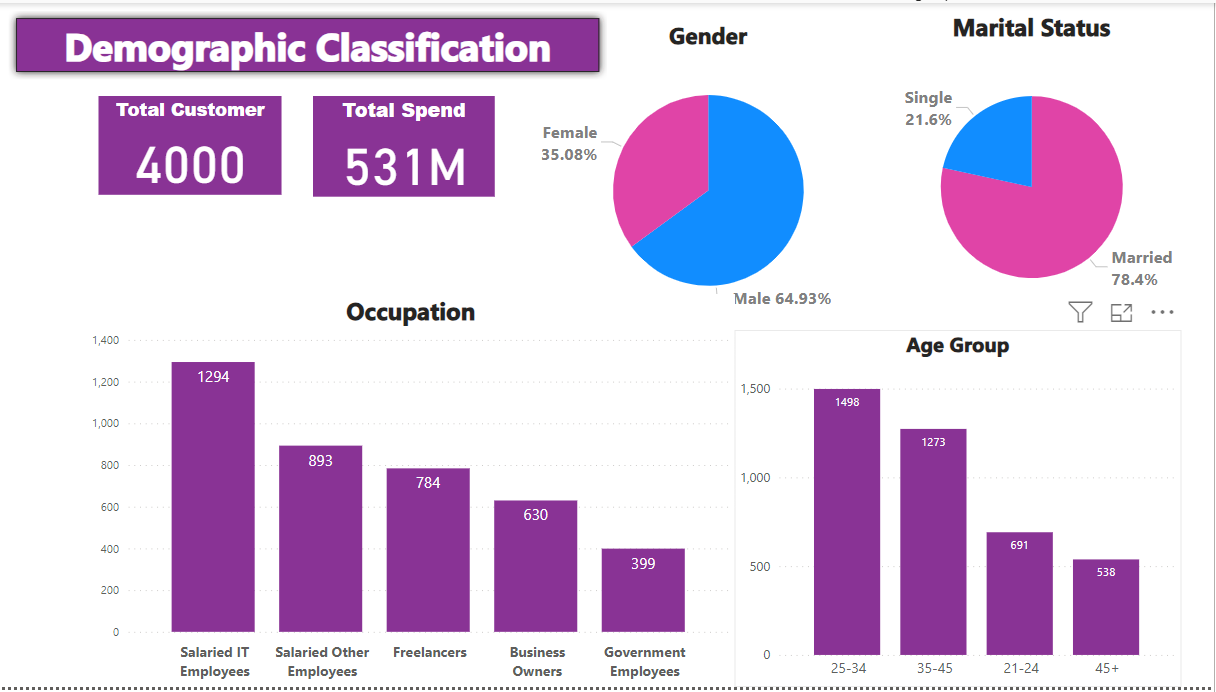 Demographic Classification
Total Customer
4000
Total Spend
531M
Gender
Female
35.08%
Male 64.93%
Marital Status
Single
21.6%
Married
78.4%
Occupation
1,400
1,200
1,000
800
600
400
200
0
1294
893
784
630
399
Salaried IT
Employees
Salaried Other
Employees
Freelancers
Business
Owners
Government
Employees
Age Group
1,500
1,000
500
0
1498
1273
691
538
25-34
35-45
21-24
45+